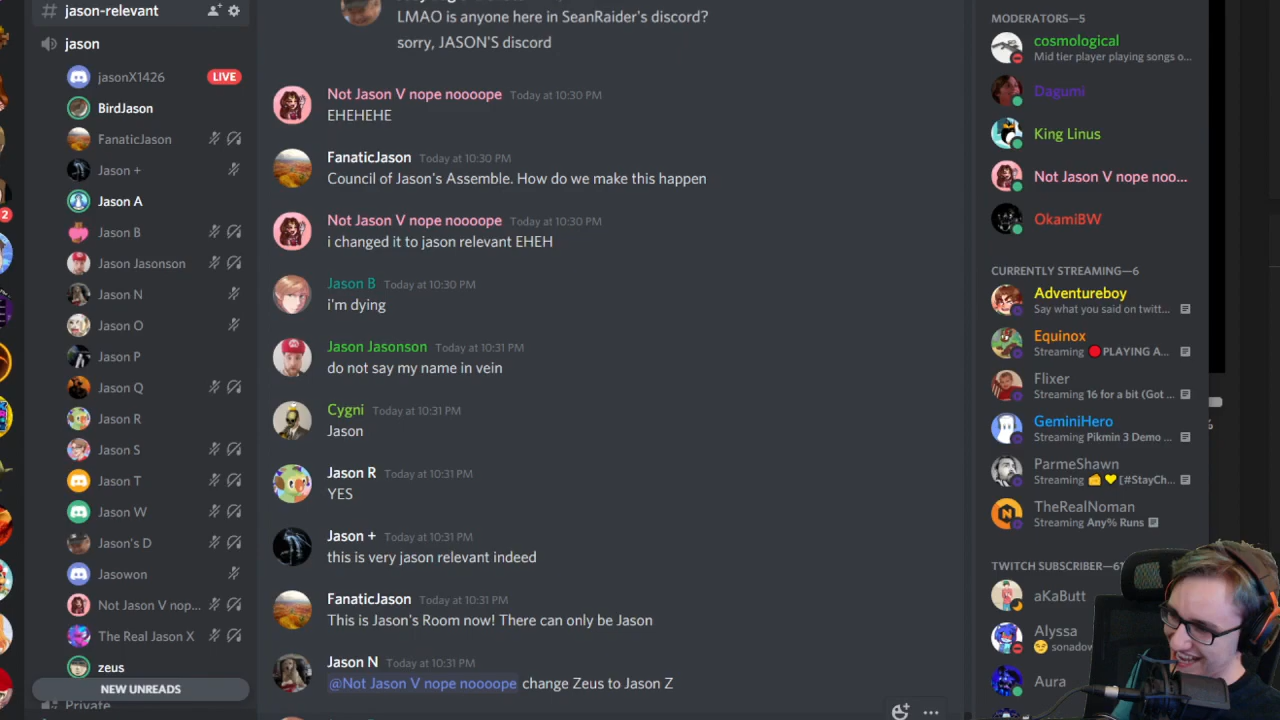 # jason-relevant
jason
jasonX1426
LIVE
BirdJason
FanaticJason
Jason +
Jason A
Jason B
Jason Jasonson
Jason N
Jason O
Jason P
Jason Q
Jason R
Jason S
Jason T
Jason W
Jason's D
Jasowon
Not Jason V nop...
The Real Jason X
zeus
NEW UNREADS
Private
2
LMAO is anyone here in SeanRaider's discord?
sorry, JASON'S discord
Not Jason V nope noooope Today at 10:30 PM
EHEHEHE
FanaticJason Today at 10:30 PM
Council of Jason's Assemble. How do we make this happen
Not Jason V nope noooope Today at 10:30 PM
i changed it to jason relevant EHEH
Jason B Today at 10:30 PM
i'm dying
Jason Jasonson Today at 10:31 PM
do not say my name in vein
Cygni Today at 10:31 PM
Jason
Jason R Today at 10:31 PM
YES
Jason + Today at 10:31 PM
this is very jason relevant indeed
FanaticJason Today at 10:31 PM
This is Jason's Room now! There can only be Jason
Jason N Today at 10:31 PM
@Not Jason V nope noooope change Zeus to Jason Z
MODERATORS—5
cosmological
Mid tier player playing songs o...
Dagumi
King Linus
Not Jason V nope noo...
OkamiBW
CURRENTLY STREAMING—6
Adventureboy
Say what you said on twitt...
Equinox
Streaming 🔴 PLAYING A...
Flixer
Streaming 16 for a bit (Got ...
GeminiHero
Streaming Pikmin 3 Demo ...
ParmeShawn
Streaming 🧀 💛 [#StayCh...
TheRealNoman
Streaming Any% Runs
TWITCH SUBSCRIBER—6
aKaButt
Alyssa
sonadow
Aura